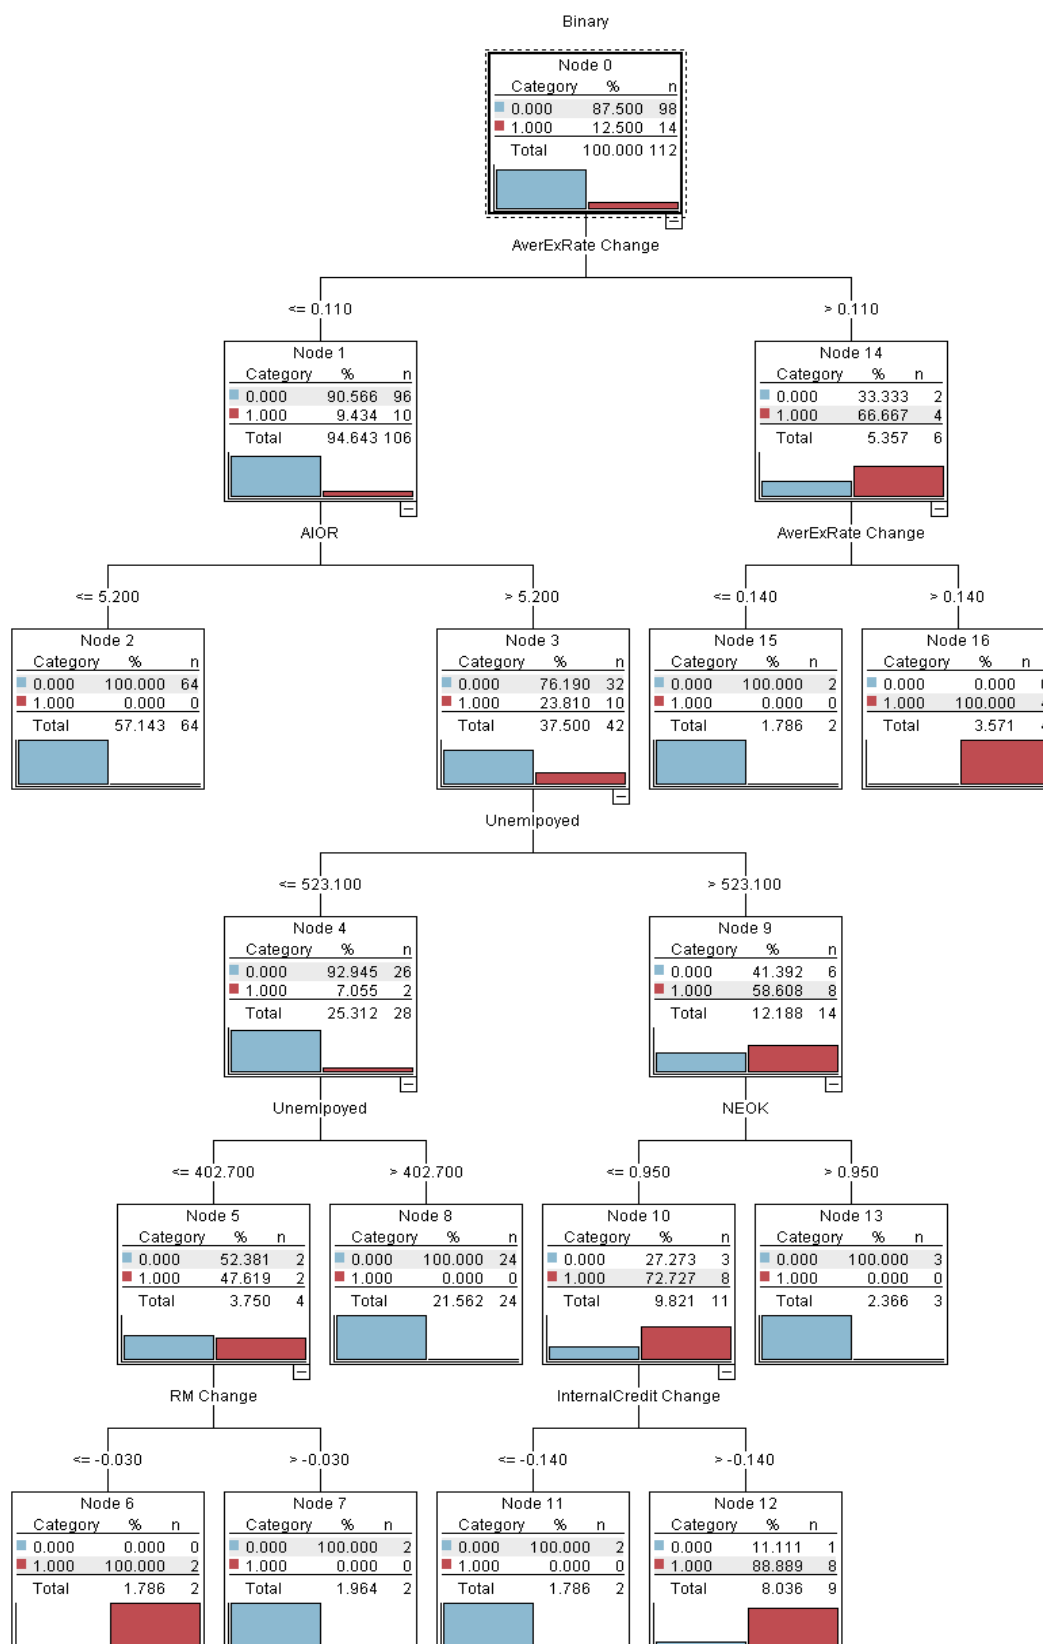 Binary
Node 0
Category % n
0.000 87.500 98
1.000 12.500 14
Total 100.000 112
AverExRate Change
<= 0.110
> 0.110
Node 1
Category % n
0.000 90.566 96
1.000 9.434 10
Total 94.643 106
Node 14
Category % n
0.000 33.333 2
1.000 66.667 4
Total 5.357 6
AIOR
AverExRate Change
<= 5.200
> 5.200
<= 0.140
> 0.140
Node 2
Category % n
0.000 100.000 64
1.000 0.000 0
Total 57.143 64
Node 3
Category % n
0.000 76.190 32
1.000 23.810 10
Total 37.500 42
Node 15
Category % n
0.000 100.000 2
1.000 0.000 0
Total 1.786 2
Node 16
Category % n
0.000 0.000 0
1.000 100.000 4
Total 3.571 4
Unemlpoyed
<= 523.100
> 523.100
Node 4
Category % n
0.000 92.945 26
1.000 7.055 2
Total 25.312 28
Node 9
Category % n
0.000 41.392 6
1.000 58.608 8
Total 12.188 14
Unemlpoyed
NEOK
<= 402.700
> 402.700
<= 0.950
> 0.950
Node 5
Category % n
0.000 52.381 2
1.000 47.619 2
Total 3.750 4
Node 8
Category % n
0.000 100.000 24
1.000 0.000 0
Total 21.562 24
Node 10
Category % n
0.000 27.273 3
1.000 72.727 8
Total 9.821 11
Node 13
Category % n
0.000 100.000 3
1.000 0.000 0
Total 2.366 3
RM Change
InternalCredit Change
<= -0.030
> -0.030
<= -0.140
> -0.140
Node 6
Category % n
0.000 0.000 0
1.000 100.000 2
Total 1.786 2
Node 7
Category % n
0.000 100.000 2
1.000 0.000 0
Total 1.964 2
Node 11
Category % n
0.000 100.000 2
1.000 0.000 0
Total 1.786 2
Node 12
Category % n
0.000 11.111 1
1.000 88.889 8
Total 8.036 9